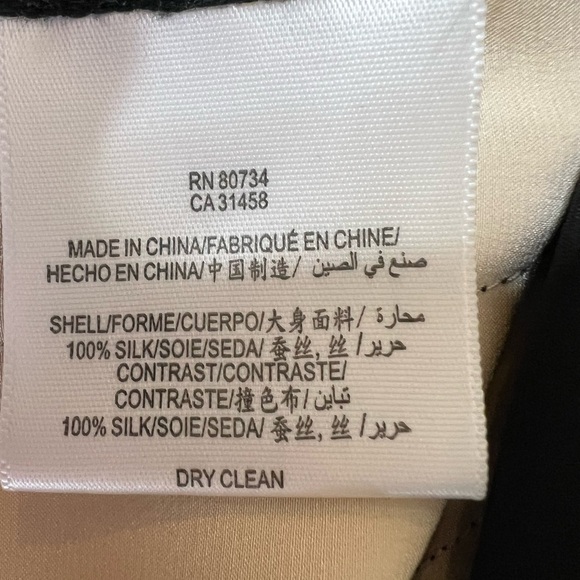 RN 80734
CA 31458
MADE IN CHINA/FABRIQUÉ EN CHINE/
HECHO EN CHINA/中国制造/ صنع في الصين
SHELL/FORME/CUERPO/大身面料/ محارة /
100% SILK/SOIE/SEDA/ 蚕丝, 丝 / حرير/
CONTRAST/CONTRASTE/
CONTRASTE/撞色布/ تباين/
100% SILK/SOIE/SEDA/ 蚕丝, 丝 / حرير/
DRY CLEAN